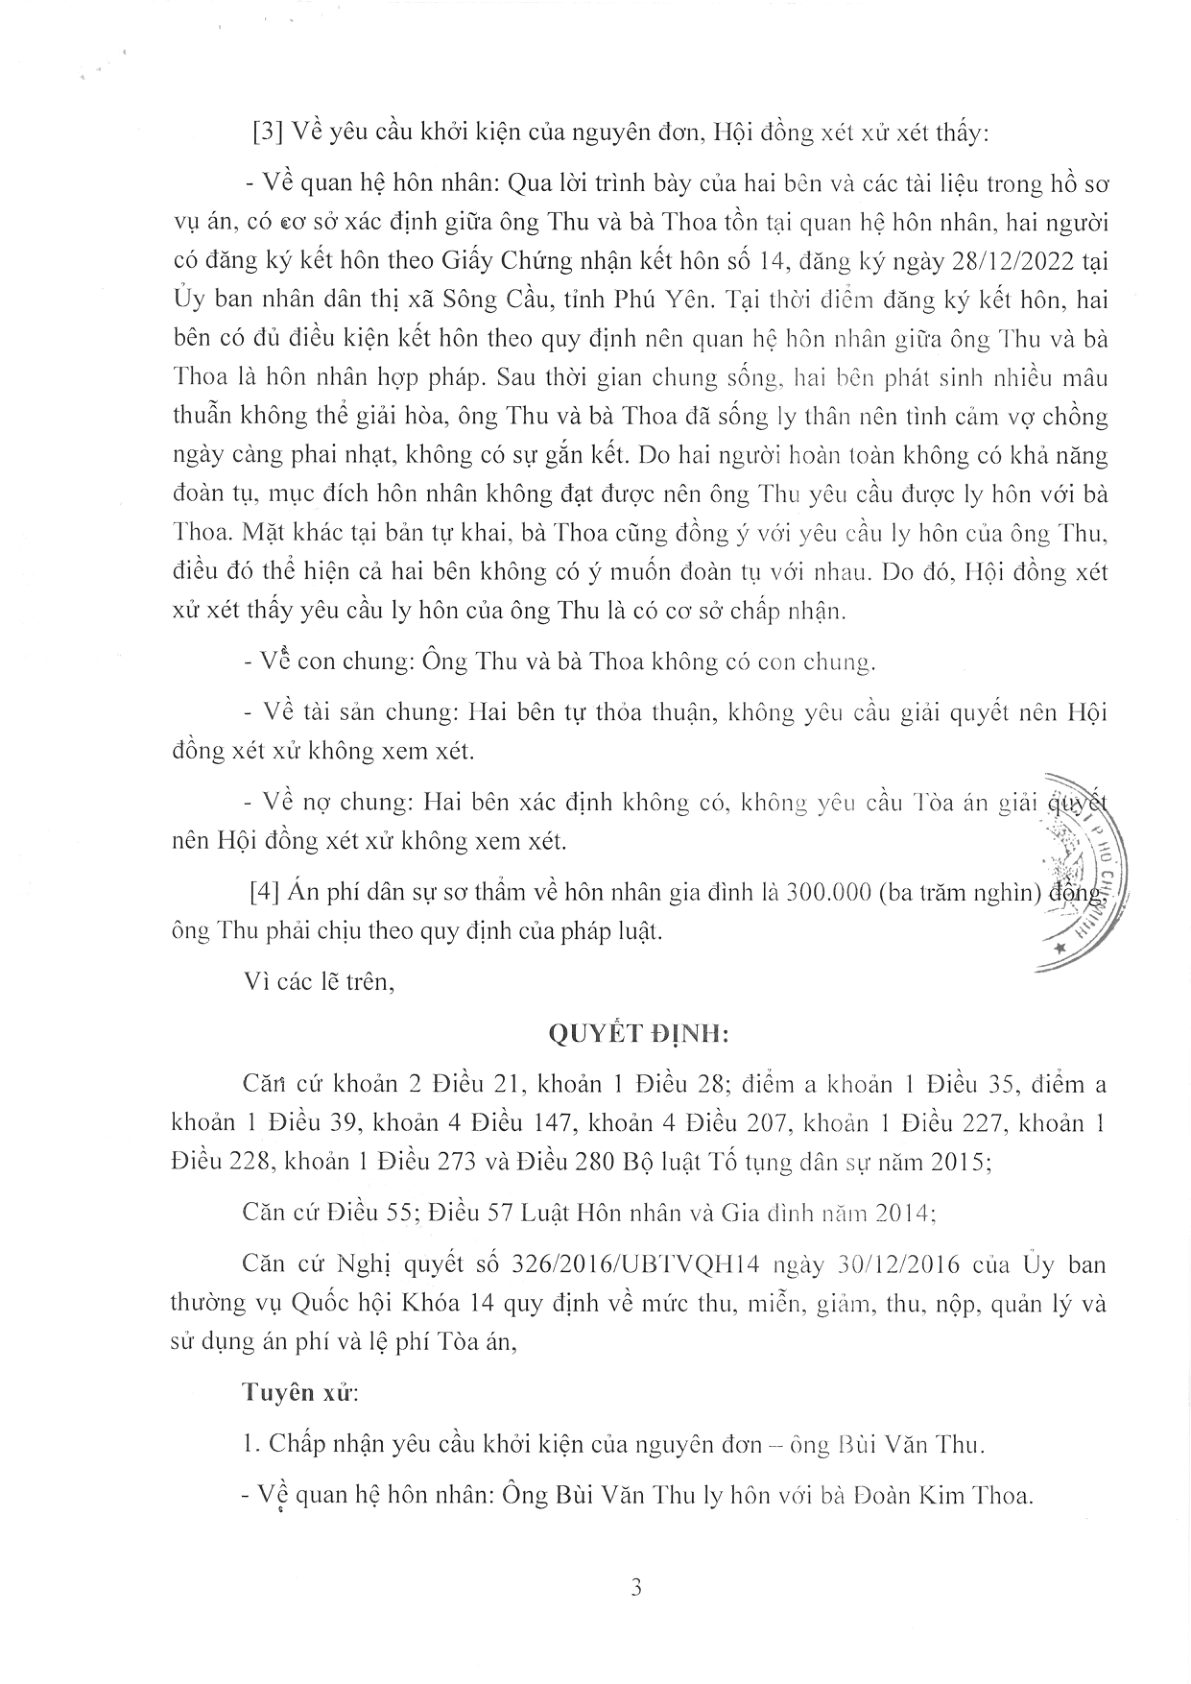 [3] Về yêu cầu khởi kiện của nguyên đơn, Hội đồng xét xử xét thấy:
- Về quan hệ hôn nhân: Qua lời trình bày của hai bên và các tài liệu trong hồ sơ
vụ án, có cơ sở xác định giữa ông Thu và bà Thoa tồn tại quan hệ hôn nhân, hai người
có đăng ký kết hôn theo Giấy Chứng nhận kết hôn số 14, đăng ký ngày 28/12/2022 tại
Ủy ban nhân dân thị xã Sông Cầu, tỉnh Phú Yên. Tại thời điểm đăng ký kết hôn, hai
bên có đủ điều kiện kết hôn theo quy định nên quan hệ hôn nhân giữa ông Thu và bà
Thoa là hôn nhân hợp pháp. Sau thời gian chung sống, hai bên phát sinh nhiều mâu
thuẫn không thể giải hòa, ông Thu và bà Thoa đã sống ly thân nên tình cảm vợ chồng
ngày càng phai nhạt, không có sự gắn kết. Do hai người hoàn toàn không có khả năng
đoàn tụ, mục đích hôn nhân không đạt được nên ông Thu yêu cầu được ly hôn với bà
Thoa. Mặt khác tại bản tự khai, bà Thoa cũng đồng ý với yêu cầu ly hôn của ông Thu,
điều đó thể hiện cả hai bên không có ý muốn đoàn tụ với nhau. Do đó, Hội đồng xét
xử xét thấy yêu cầu ly hôn của ông Thu là có cơ sở chấp nhận.
- Về con chung: Ông Thu và bà Thoa không có con chung.
- Về tài sản chung: Hai bên tự thỏa thuận, không yêu cầu giải quyết nên Hội
đồng xét xử không xem xét.
- Về nợ chung: Hai bên xác định không có, không yêu cầu Tòa án giải quyết
nên Hội đồng xét xử không xem xét.
[4] Án phí dân sự sơ thẩm về hôn nhân gia đình là 300.000 (ba trăm nghìn) đồng,
ông Thu phải chịu theo quy định của pháp luật.
Vì các lẽ trên,
QUYẾT ĐỊNH:
Căn cứ khoản 2 Điều 21, khoản 1 Điều 28; điểm a khoản 1 Điều 35, điểm a
khoản 1 Điều 39, khoản 4 Điều 147, khoản 4 Điều 207, khoản 1 Điều 227, khoản 1
Điều 228, khoản 1 Điều 273 và Điều 280 Bộ luật Tố tụng dân sự năm 2015;
Căn cứ Điều 55; Điều 57 Luật Hôn nhân và Gia đình năm 2014;
Căn cứ Nghị quyết số 326/2016/UBTVQH14 ngày 30/12/2016 của Ủy ban
thường vụ Quốc hội Khóa 14 quy định về mức thu, miễn, giảm, thu, nộp, quản lý và
sử dụng án phí và lệ phí Tòa án,
Tuyên xử:
1. Chấp nhận yêu cầu khởi kiện của nguyên đơn – ông Bùi Văn Thu.
- Về quan hệ hôn nhân: Ông Bùi Văn Thu ly hôn với bà Đoàn Kim Thoa.
T P HỒ CHÍ MINH
3